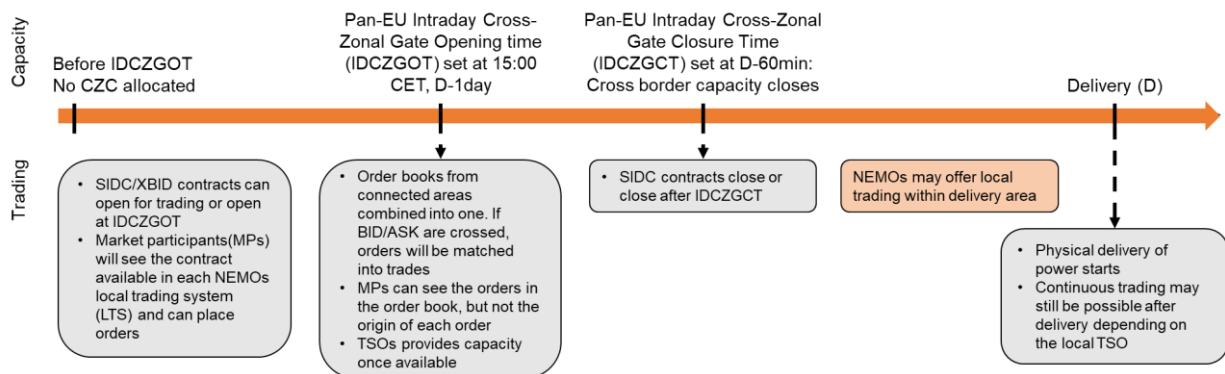 Capacity
Before IDCZGOT
No CZC allocated
Pan-EU Intraday Cross-
Zonal Gate Opening time
(IDCZGOT) set at 15:00
CET, D-1day
Pan-EU Intraday Cross-Zonal
Gate Closure Time
(IDCZGCT) set at D-60min:
Cross border capacity closes
Delivery (D)
Trading
• SIDC/XBID contracts can
open for trading or open
at IDCZGOT
• Market participants(MPs)
will see the contract
available in each NEMOs
local trading system
(LTS) and can place
orders
• Order books from
connected areas
combined into one. If
BID/ASK are crossed,
orders will be matched
into trades
• MPs can see the orders in
the order book, but not the
origin of each order
• TSOs provides capacity
once available
• SIDC contracts close or
close after IDCZGCT
NEMOs may offer local
trading within delivery area
• Physical delivery of
power starts
• Continuous trading may
still be possible after
delivery depending on
the local TSO